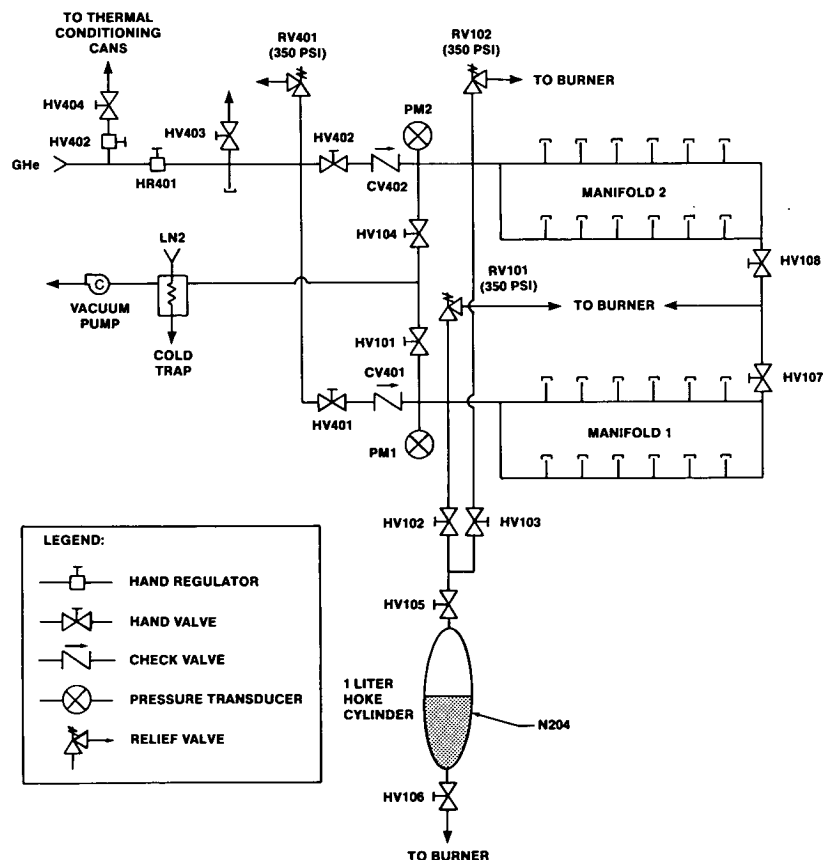 TO THERMAL
CONDITIONING
CANS
RV401
(350 PSI)
RV102
(350 PSI)
TO BURNER
HV404
HV402
HV403
PM2
HV402
GHe
HR401
CV402
MANIFOLD 2
LN2
HV104
HV108
RV101
(350 PSI)
C
VACUUM
PUMP
TO BURNER
COLD
TRAP
HV101
CV401
HV107
HV401
PM1
MANIFOLD 1
HV102
HV103
HV105
1 LITER
HOKE
CYLINDER
N204
HV106
TO BURNER
LEGEND:
HAND REGULATOR
HAND VALVE
CHECK VALVE
PRESSURE TRANSDUCER
RELIEF VALVE